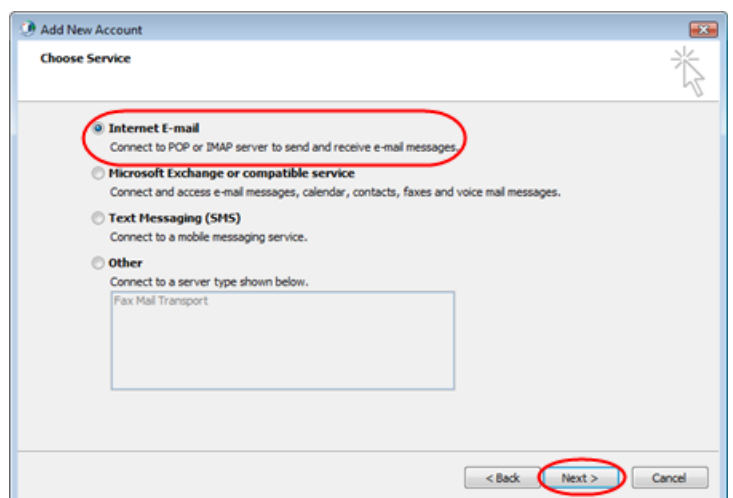 Add New Account
Choose Service
Internet E-mail
Connect to POP or IMAP server to send and receive e-mail messages.
Microsoft Exchange or compatible service
Connect and access e-mail messages, calendar, contacts, faxes and voice mail messages.
Text Messaging (SMS)
Connect to a mobile messaging service.
Other
Connect to a server type shown below.
Fax Mail Transport
< Back
Next >
Cancel